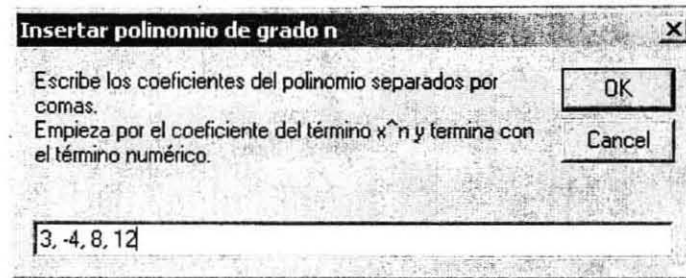 Insertar polinomio de grado n
Escribe los coeficientes del polinomio separados por
comas.
Empieza por el coeficiente del término x^n y termina con
el término numérico.
OK
Cancel
3, -4, 8, 12